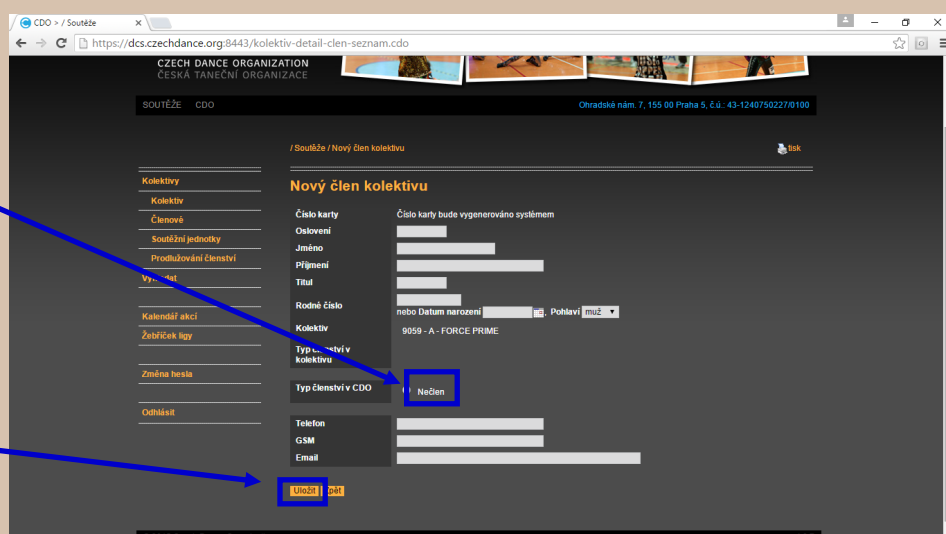 CDO > / Soutěže
https://dcs.czechdance.org:8443/kolektiv-detail-clen-seznam.cdo
CZECH DANCE ORGANIZATION
ČESKÁ TANEČNÍ ORGANIZACE
SOUTĚŽE CDO
Ohradské nám. 7, 155 00 Praha 5, č.ú.: 43-1240750227/0100
/ Soutěže / Nový člen kolektivu
tisk
Kolektivy
Kolektiv
Členové
Soutěžní jednotky
Prodlužování členství
Kalendář akcí
Žebříček ligy
Změna hesla
Odhlásit
Nový člen kolektivu
Číslo karty Číslo karty bude vygenerováno systémem
Oslovení
Jméno
Příjmení
Titul
Rodné číslo
nebo Datum narození , Pohlaví muž
Kolektiv 9059 - A - FORCE PRIME
Typ členství v
kolektivu
Typ členství v CDO Nečlen
Telefon
GSM
Email
Uložit